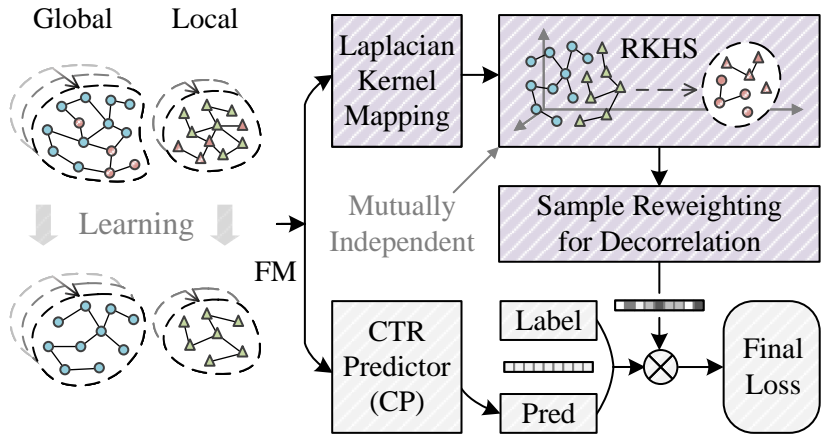 Global
Local
Laplacian
Kernel
Mapping
RKHS
Learning
Mutually
Independent
Sample Reweighting
for Decorrelation
FM
CTR
Predictor
(CP)
Label
Pred
Final
Loss